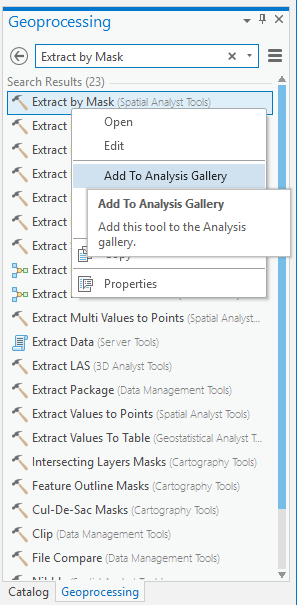 Geoprocessing
Extract by Mask
Search Results (23)
Extract by Mask (Spatial Analyst Tools)
Extract
Open
Extract
Edit
Extract
Extract
Add To Analysis Gallery
Extract
Add To Analysis Gallery
Extract
Add this tool to the Analysis
gallery.
Extract
Copy
Extract
Extract
Properties
Extract Multi Values to Points (Spatial Analyst
Extract Data (Server Tools)
Extract LAS (3D Analyst Tools)
Extract Package (Data Management Tools)
Extract Values to Points (Spatial Analyst Tools)
Extract Values To Table (Geostatistical Analyst T...
Intersecting Layers Masks (Cartography Tools)
Feature Outline Masks (Cartography Tools)
Cul-De-Sac Masks (Cartography Tools)
Clip (Data Management Tools)
File Compare (Data Management Tools)
Catalog
Geoprocessing